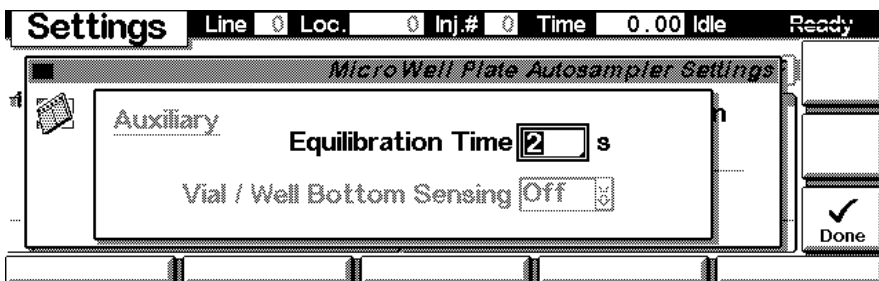 Settings Line 0 Loc. 0 Inj.# 0 Time 0.00 Idle Ready
MicroWell Plate Autosampler Settings
Auxiliary
Equilibration Time 2 s
Vial / Well Bottom Sensing Off
Done